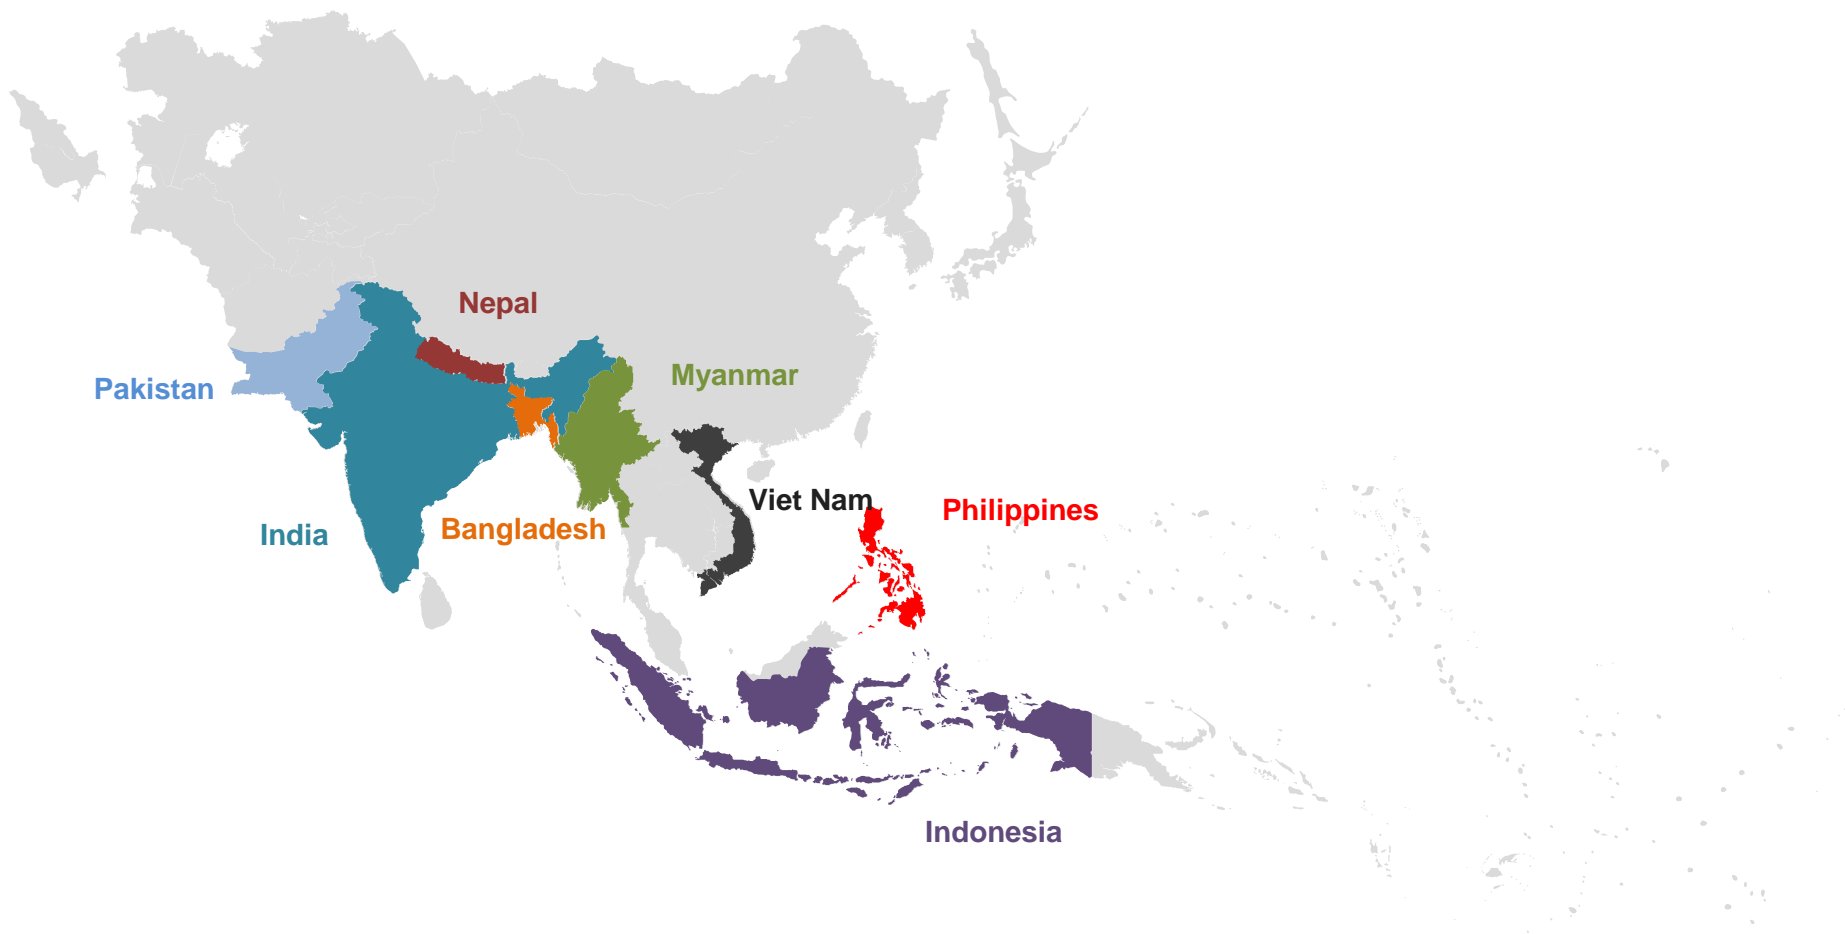 Nepal
Myanmar
Pakistan
Viet Nam
Philippines
Bangladesh
India
Indonesia